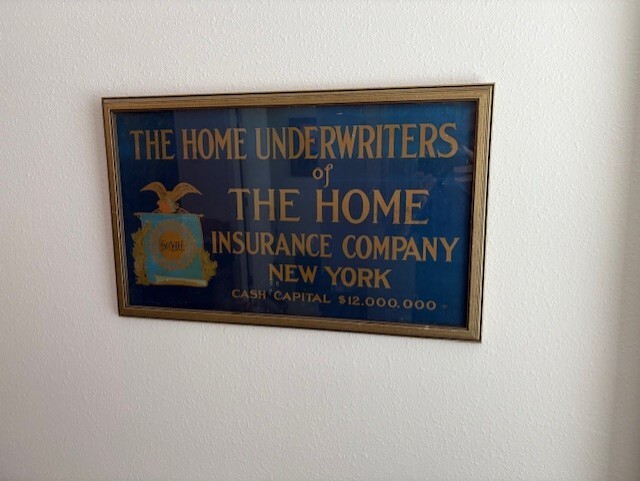 THE HOME UNDERWRITERS
of
THE HOME
INSURANCE COMPANY
NEW YORK
CASH CAPITAL $12.000.000